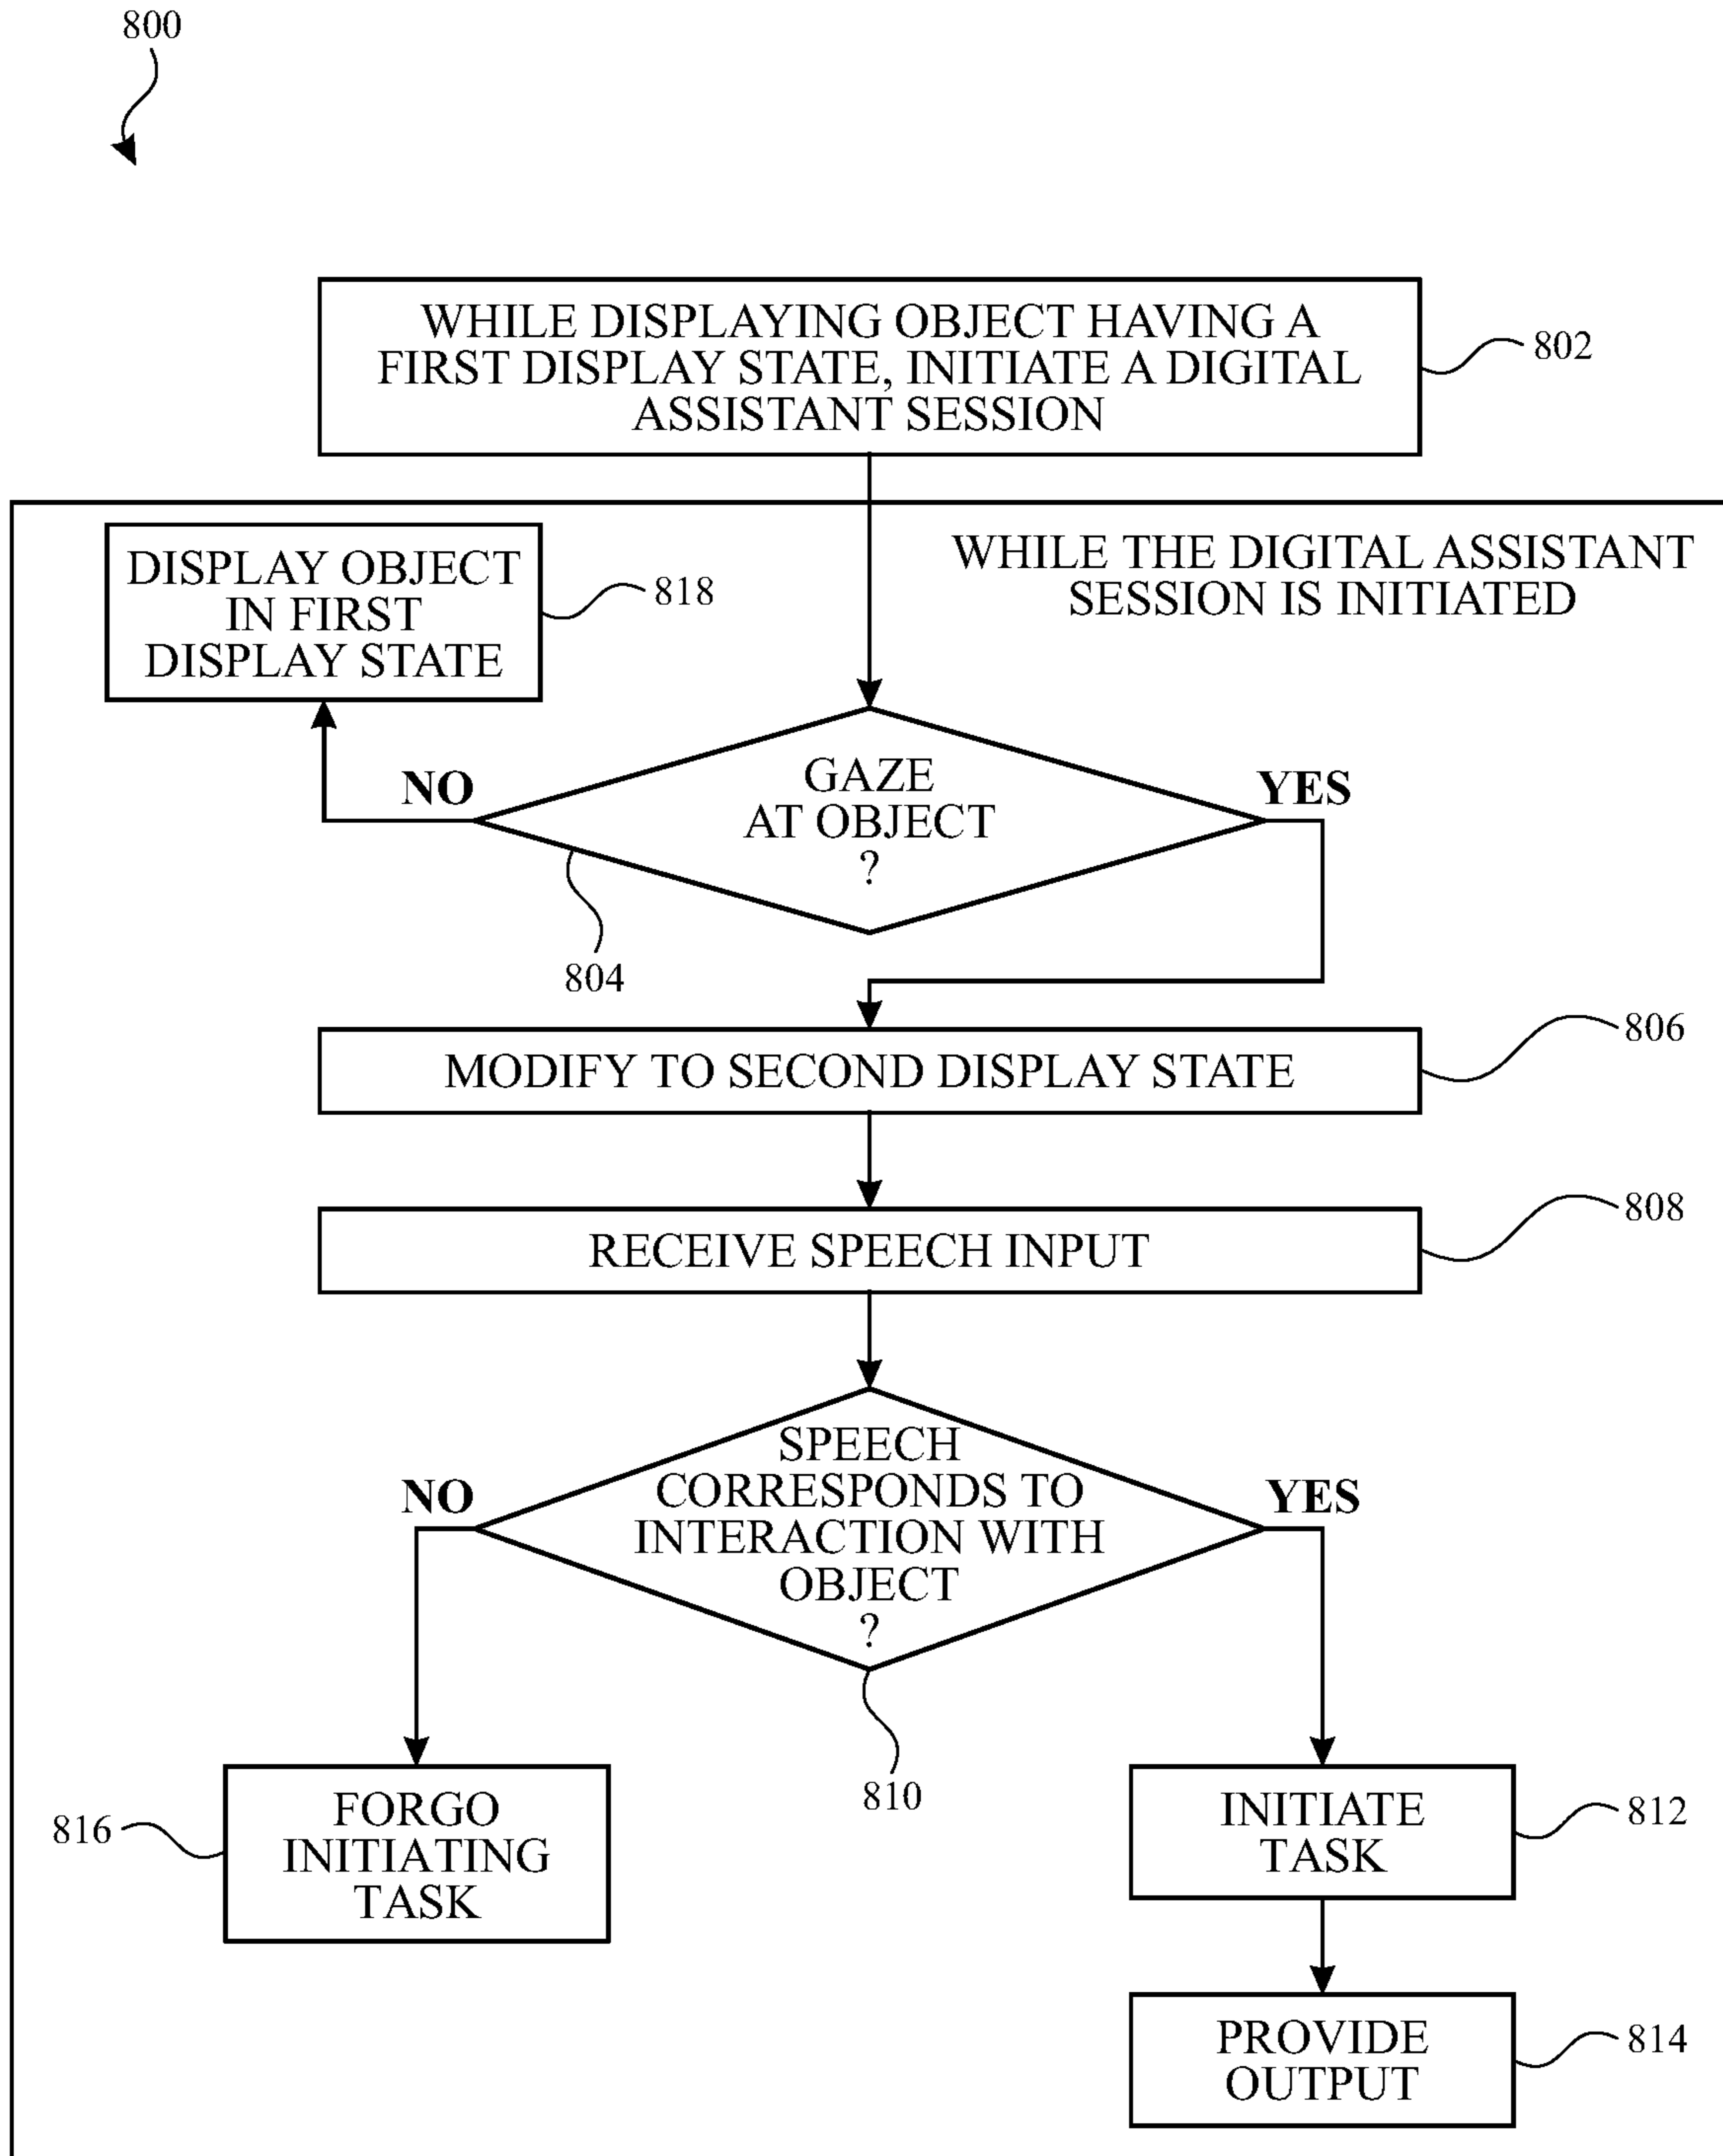 800
WHILE DISPLAYING OBJECT HAVING A
FIRST DISPLAY STATE, INITIATE A DIGITAL
ASSISTANT SESSION
802
WHILE THE DIGITAL ASSISTANT
SESSION IS INITIATED
DISPLAY OBJECT
IN FIRST
DISPLAY STATE
818
NO
GAZE
AT OBJECT
?
YES
804
MODIFY TO SECOND DISPLAY STATE
806
RECEIVE SPEECH INPUT
808
NO
SPEECH
CORRESPONDS TO
INTERACTION WITH
OBJECT
?
YES
810
816
FORGO
INITIATING
TASK
INITIATE
TASK
812
PROVIDE
OUTPUT
814